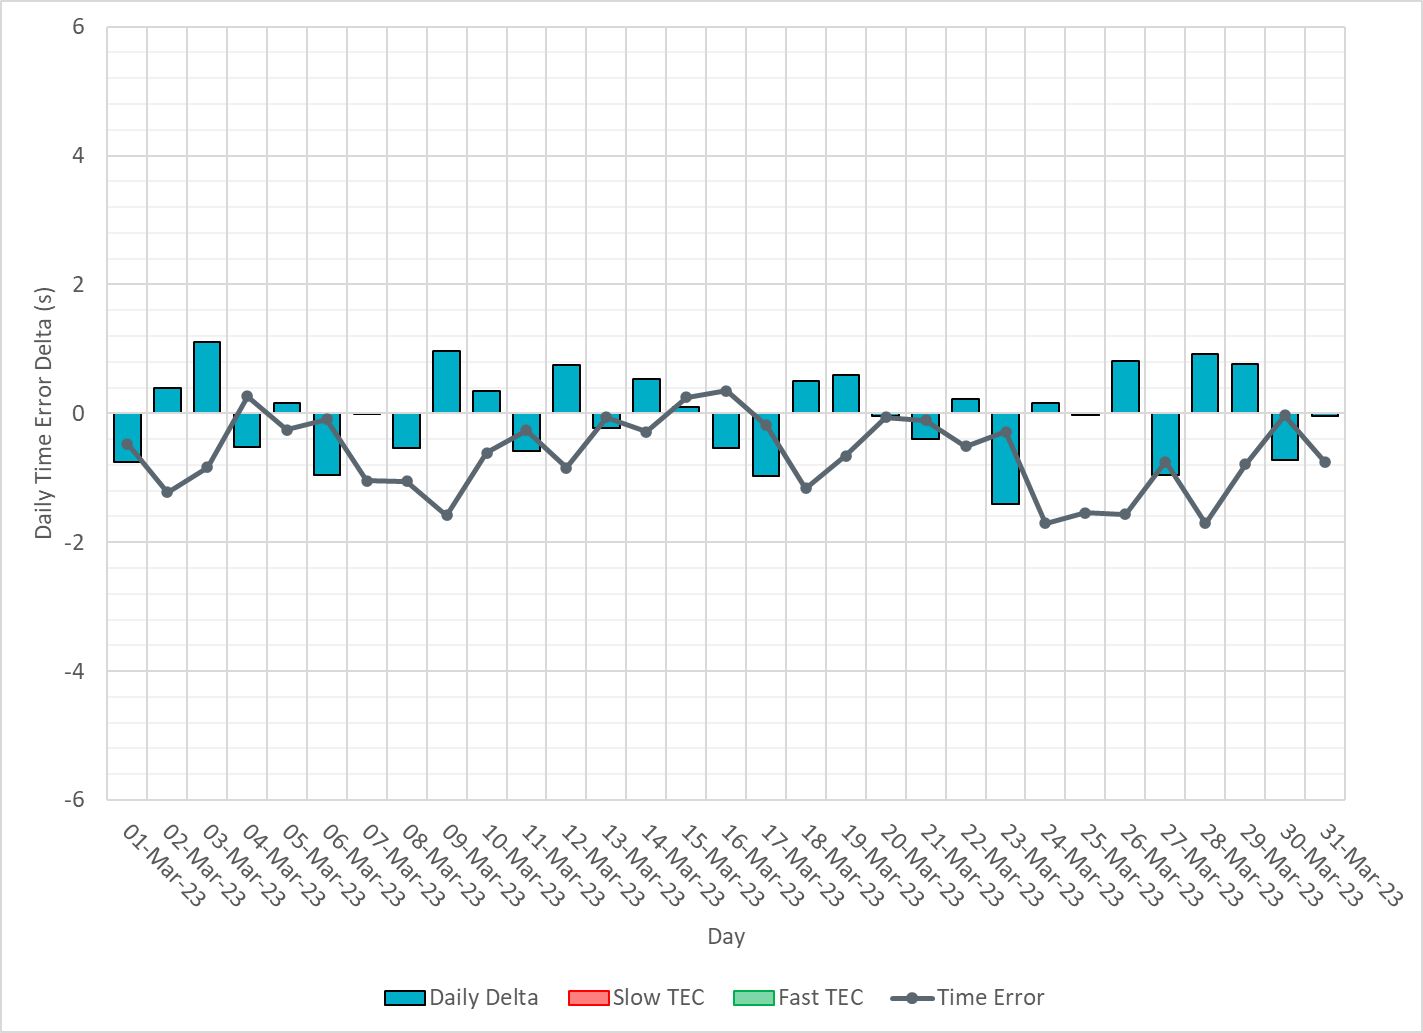 6
4
2
0
-2
-4
-6
Daily Time Error Delta (s)
01-Mar-23
02-Mar-23
03-Mar-23
04-Mar-23
05-Mar-23
06-Mar-23
07-Mar-23
08-Mar-23
09-Mar-23
10-Mar-23
11-Mar-23
12-Mar-23
13-Mar-23
14-Mar-23
15-Mar-23
16-Mar-23
17-Mar-23
18-Mar-23
19-Mar-23
20-Mar-23
21-Mar-23
22-Mar-23
23-Mar-23
24-Mar-23
25-Mar-23
26-Mar-23
27-Mar-23
28-Mar-23
29-Mar-23
30-Mar-23
31-Mar-23
Day
Daily Delta Slow TEC Fast TEC Time Error